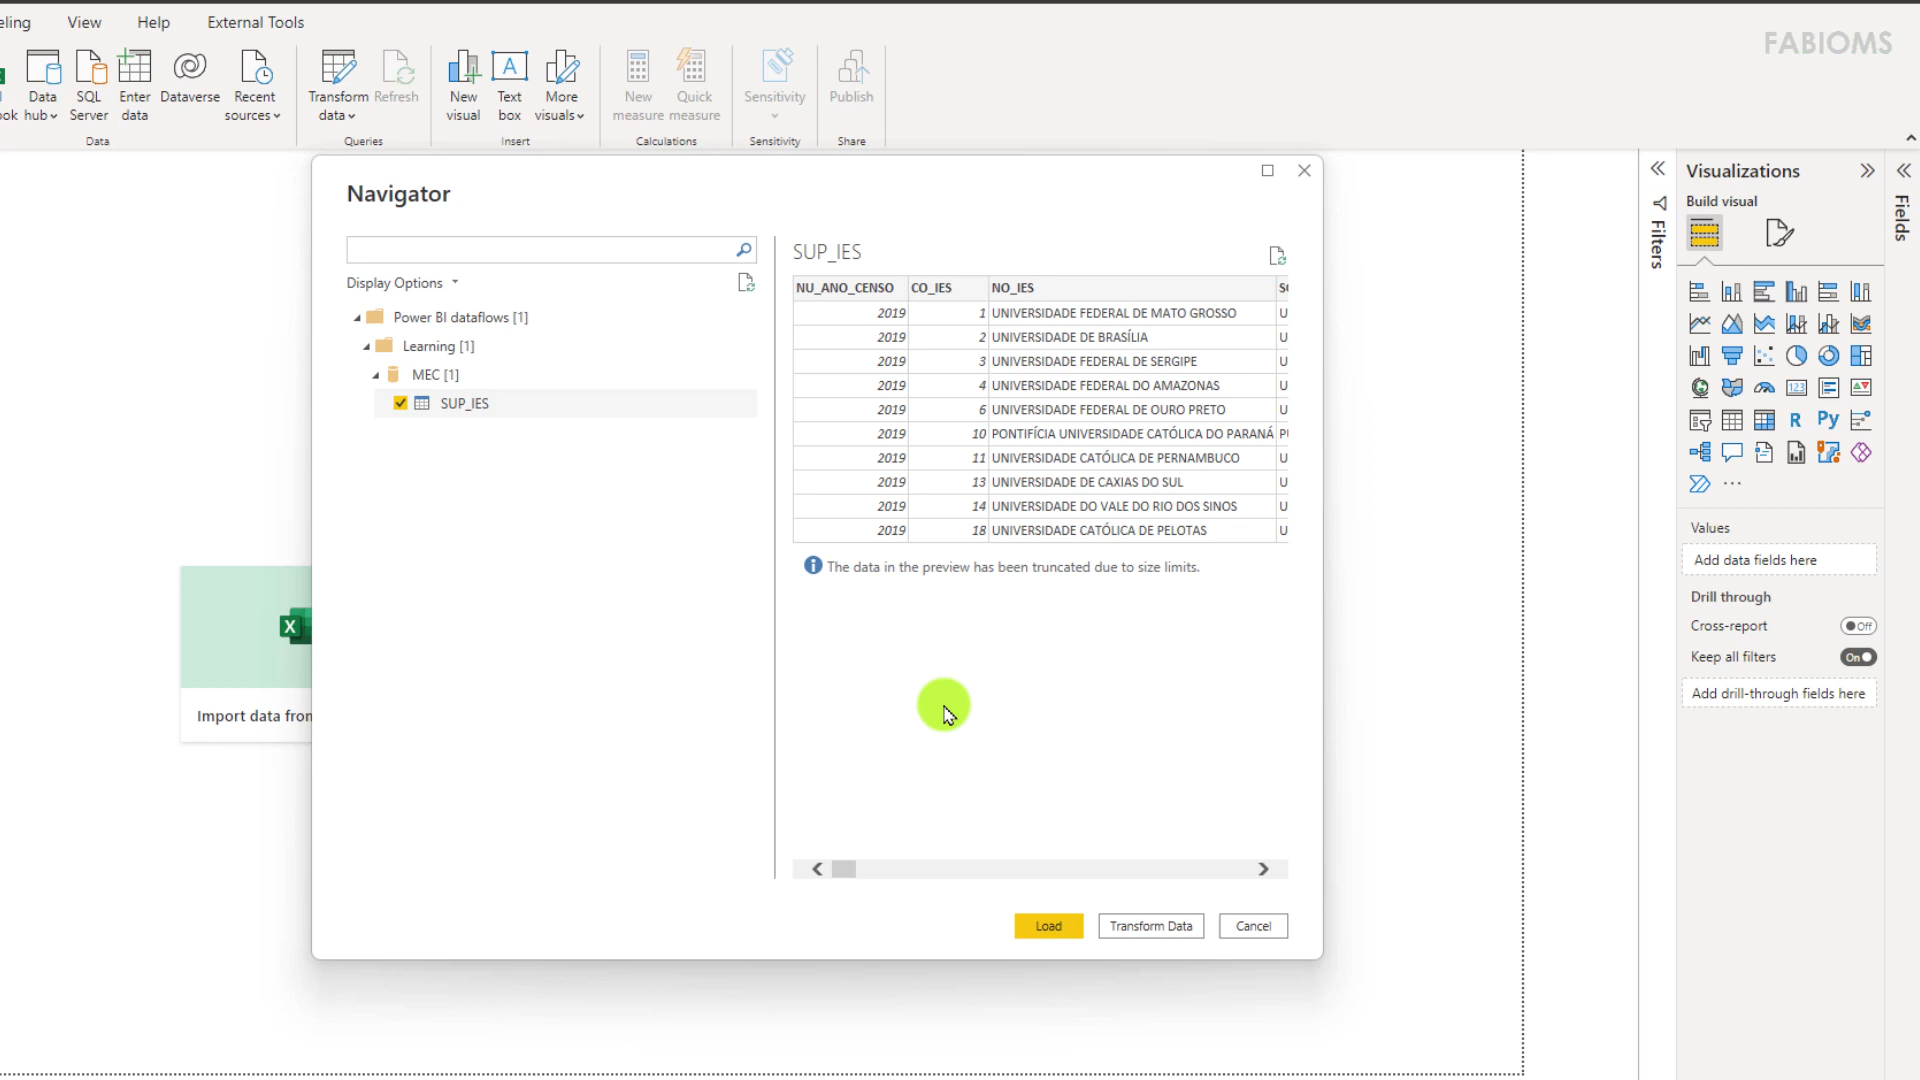 eling View Help External Tools
FABIOMS
ok
Data hub
SQL Server
Enter data
Dataverse
Recent sources
Transform data
Refresh
New visual
Text box
More visuals
New measure
Quick measure
Sensitivity
Publish
Data
Queries
Insert
Calculations
Sensitivity
Share
Navigator
Display Options
Power BI dataflows [1]
Learning [1]
MEC [1]
SUP_IES
SUP_IES
NU_ANO_CENSO CO_IES NO_IES
2019 1 UNIVERSIDADE FEDERAL DE MATO GROSSO U
2019 2 UNIVERSIDADE DE BRASÍLIA U
2019 3 UNIVERSIDADE FEDERAL DE SERGIPE U
2019 4 UNIVERSIDADE FEDERAL DO AMAZONAS U
2019 6 UNIVERSIDADE FEDERAL DE OURO PRETO U
2019 10 PONTIFÍCIA UNIVERSIDADE CATÓLICA DO PARANÁ
2019 11 UNIVERSIDADE CATÓLICA DE PERNAMBUCO U
2019 13 UNIVERSIDADE DE CAXIAS DO SUL U
2019 14 UNIVERSIDADE DO VALE DO RIO DOS SINOS U
2019 18 UNIVERSIDADE CATÓLICA DE PELOTAS U
The data in the preview has been truncated due to size limits.
Load
Transform Data
Cancel
Import data from
Filters
Visualizations
Build visual
123
R
Py
Values
Add data fields here
Drill through
Cross-report
Off
Keep all filters
On
Add drill-through fields here
Fields